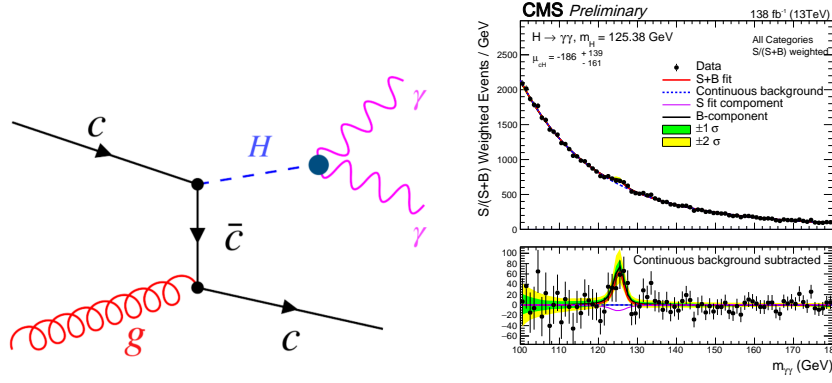 c
H
γ
γ
c̄
g
c
CMS Preliminary 138 fb⁻¹ (13TeV)
H → γγ, m_H = 125.38 GeV
μ_cH = -186 +139 -161
All Categories
S/(S+B) weighted
Data
S+B fit
Continuous background
S fit compoment
B-component
±1 σ
±2 σ
S/(S+B) Weighted Events / GeV
2500
2000
1500
1000
500
0
Continuous background subtracted
100
80
60
40
20
0
-20
-40
-60
100 110 120 130 140 150 160 170 180
m_γγ (GeV)